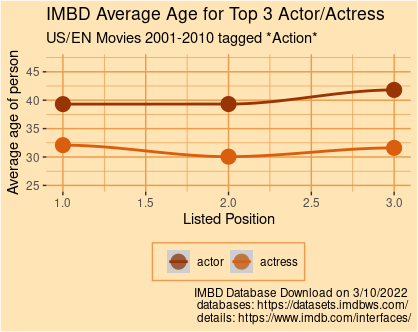 IMBD Average Age for Top 3 Actor/Actress
US/EN Movies 2001-2010 tagged *Action*
Average age of person
45
40
35
30
25
1.0 1.5 2.0 2.5 3.0
Listed Position
actor actress
IMBD Database Download on 3/10/2022
databases: https://datasets.imdbws.com/
details: https://www.imdb.com/interfaces/